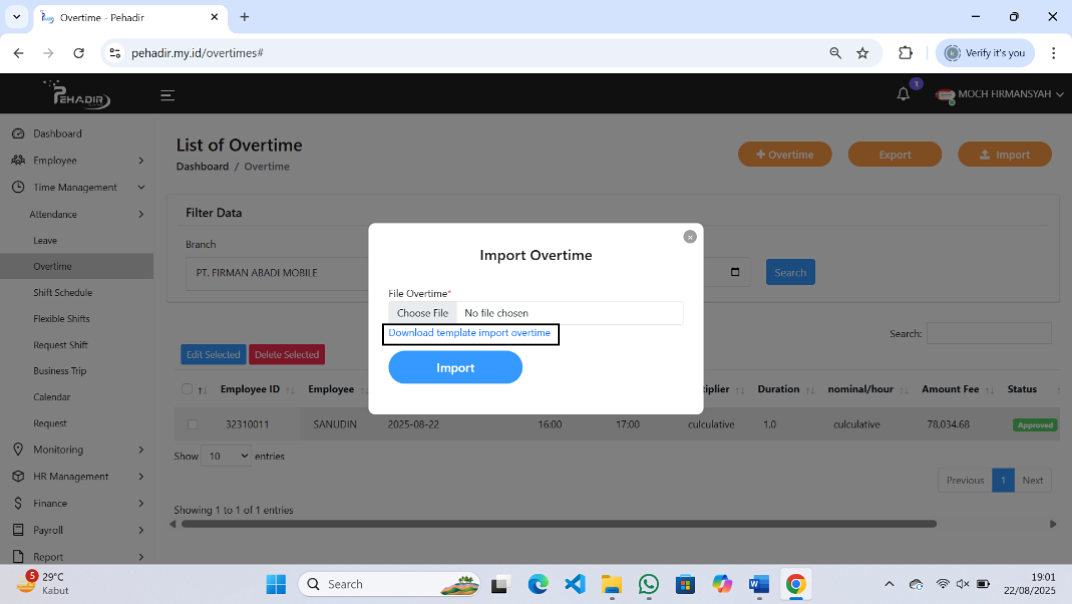 Overtime - Pehadir
pehadir.my.id/overtimes#
Verify it's you
PEHADIR
1
MOCH FIRMANSYAH
Dashboard
Employee
Time Management
Attendance
Leave
Overtime
Shift Schedule
Flexible Shifts
Request Shift
Business Trip
Calendar
Request
Monitoring
HR Management
Finance
Payroll
Report
List of Overtime
Dashboard / Overtime
+ Overtime
Export
Import
Filter Data
Branch
PT. FIRMAN ABADI MOBILE
Search
Import Overtime
File Overtime*
Choose File No file chosen
Download template import overtime
Import
Search:
Edit Selected Delete Selected
Employee ID Employee Duration nominal/hour Amount Fee Status
32310011 SANUDIN 2025-08-22 16:00 17:00 culculative 1.0 culculative 78,034.68 Approved
Show 10 entries
Previous 1 Next
Showing 1 to 1 of 1 entries
5
29°C
Kabut
Search
19:01
22/08/2025